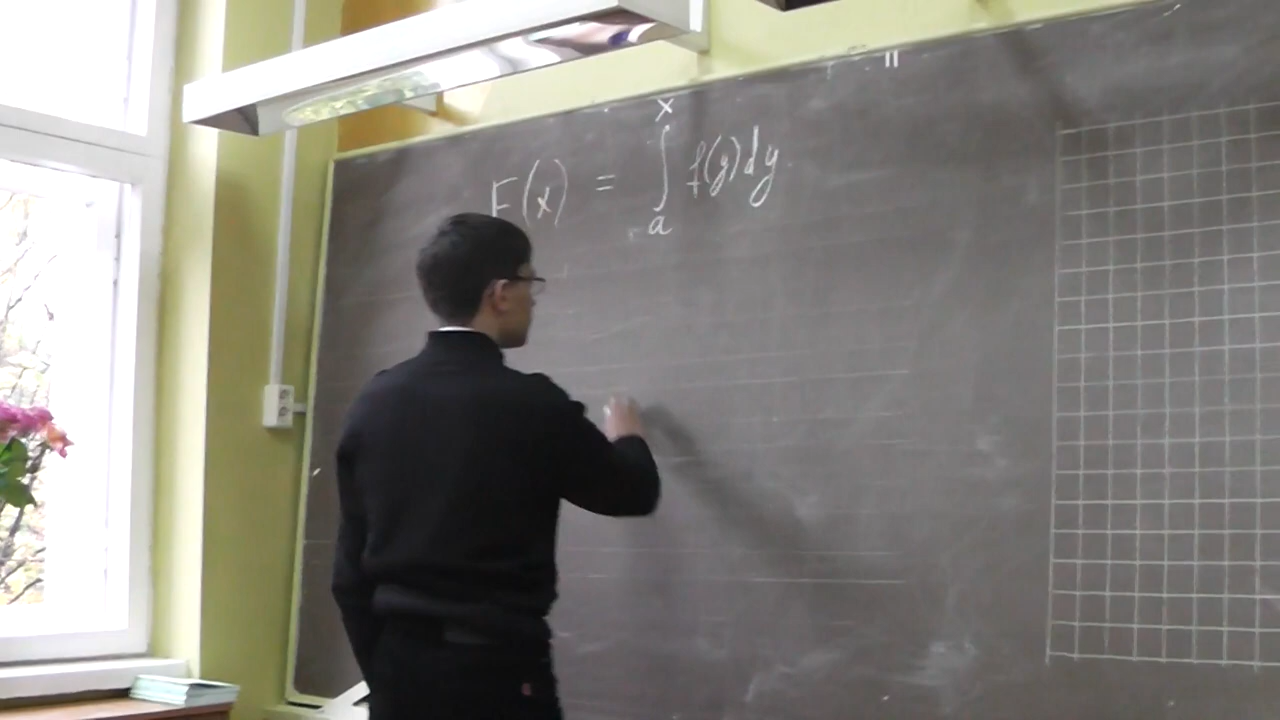 F(x) = ∫ₐˣ f(y)dy